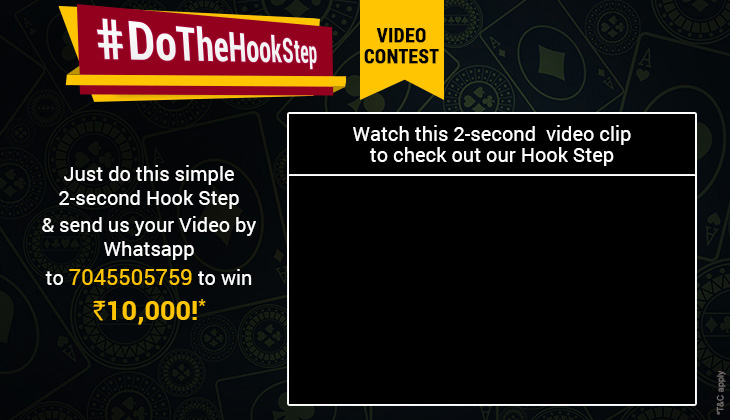 #DoTheHookStep
VIDEO
CONTEST
Just do this simple
2-second Hook Step
& send us your Video by
Whatsapp
to 7045505759 to win
₹10,000!*
Watch this 2-second video clip
to check out our Hook Step
*T&C apply